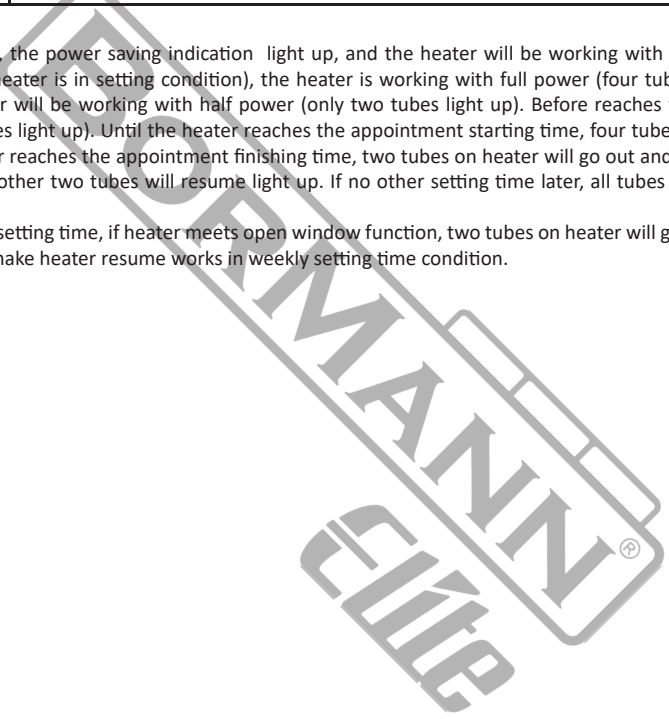 , the power saving indication light up, and the heater will be working with
eater is in setting condition), the heater is working with full power (four tub
r will be working with half power (only two tubes light up). Before reaches
es light up). Until the heater reaches the appointment starting time, four tube
r reaches the appointment finishing time, two tubes on heater will go out and
other two tubes will resume light up. If no other setting time later, all tubes
setting time, if heater meets open window function, two tubes on heater will g
make heater resume works in weekly setting time condition.
BORMANN®
Elite